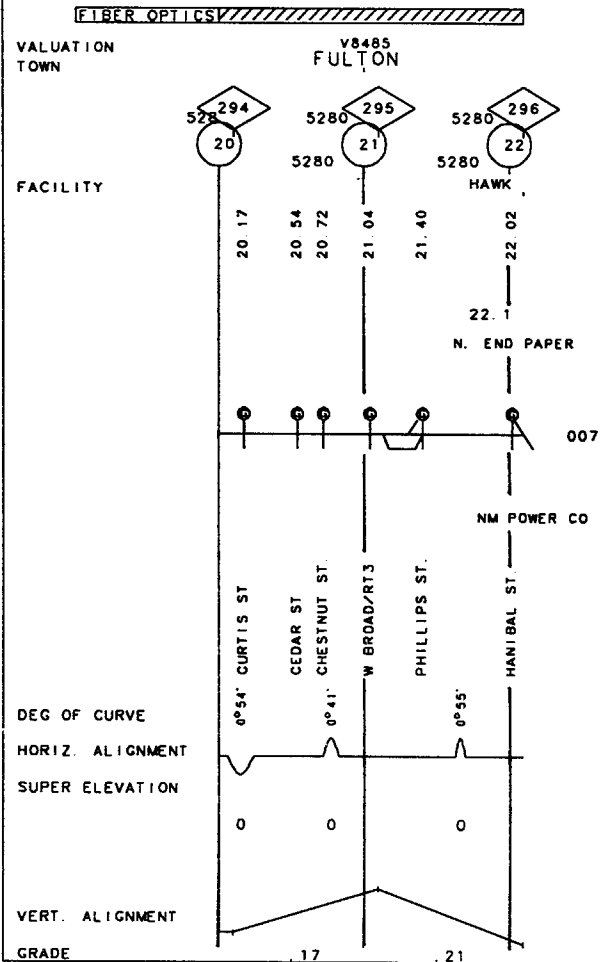 FIBER OPTICS
VALUATION V8485
TOWN FULTON
294 295 296
528 5280 5280
20 21 22
5280 5280
FACILITY HAWK
20.17 20.54 20.72 21.04 21.40 22.02
22.1
N. END PAPER
007
NM POWER CO
CURTIS ST
CEDAR ST
CHESTNUT ST.
W BROAD/RT3
PHILLIPS ST.
HANIBAL ST.
DEG OF CURVE 0°54' 0°41' 0°55'
HORIZ. ALIGNMENT
SUPER ELEVATION
0 0 0
VERT. ALIGNMENT
GRADE .17 .21